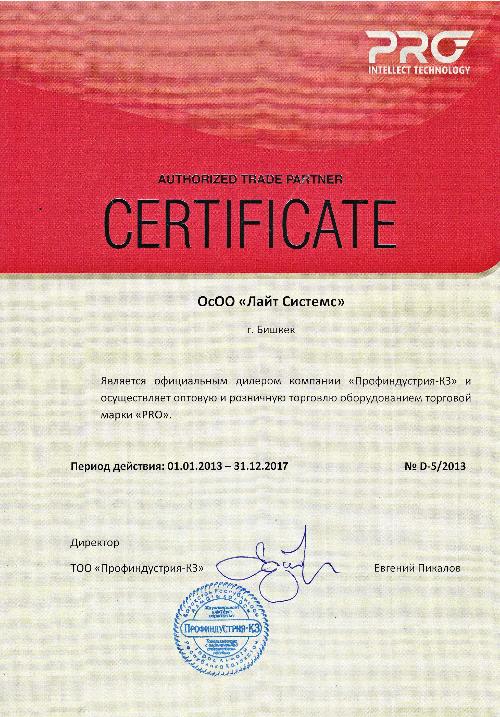 PRO
INTELLECT TECHNOLOGY
AUTHORIZED TRADE PARTNER
CERTIFICATE
ОсОО «Лайт Системс»
г. Бишкек
Является официальным дилером компании «Профиндустрия-КЗ» и
осуществляет оптовую и розничную торговлю оборудованием торговой
марки «PRO».
Период действия: 01.01.2013 – 31.12.2017 № D-5/2013
Директор
ТОО «Профиндустрия-КЗ» Евгений Пикалов
ПРОФИНДУСТРИЯ-КЗ